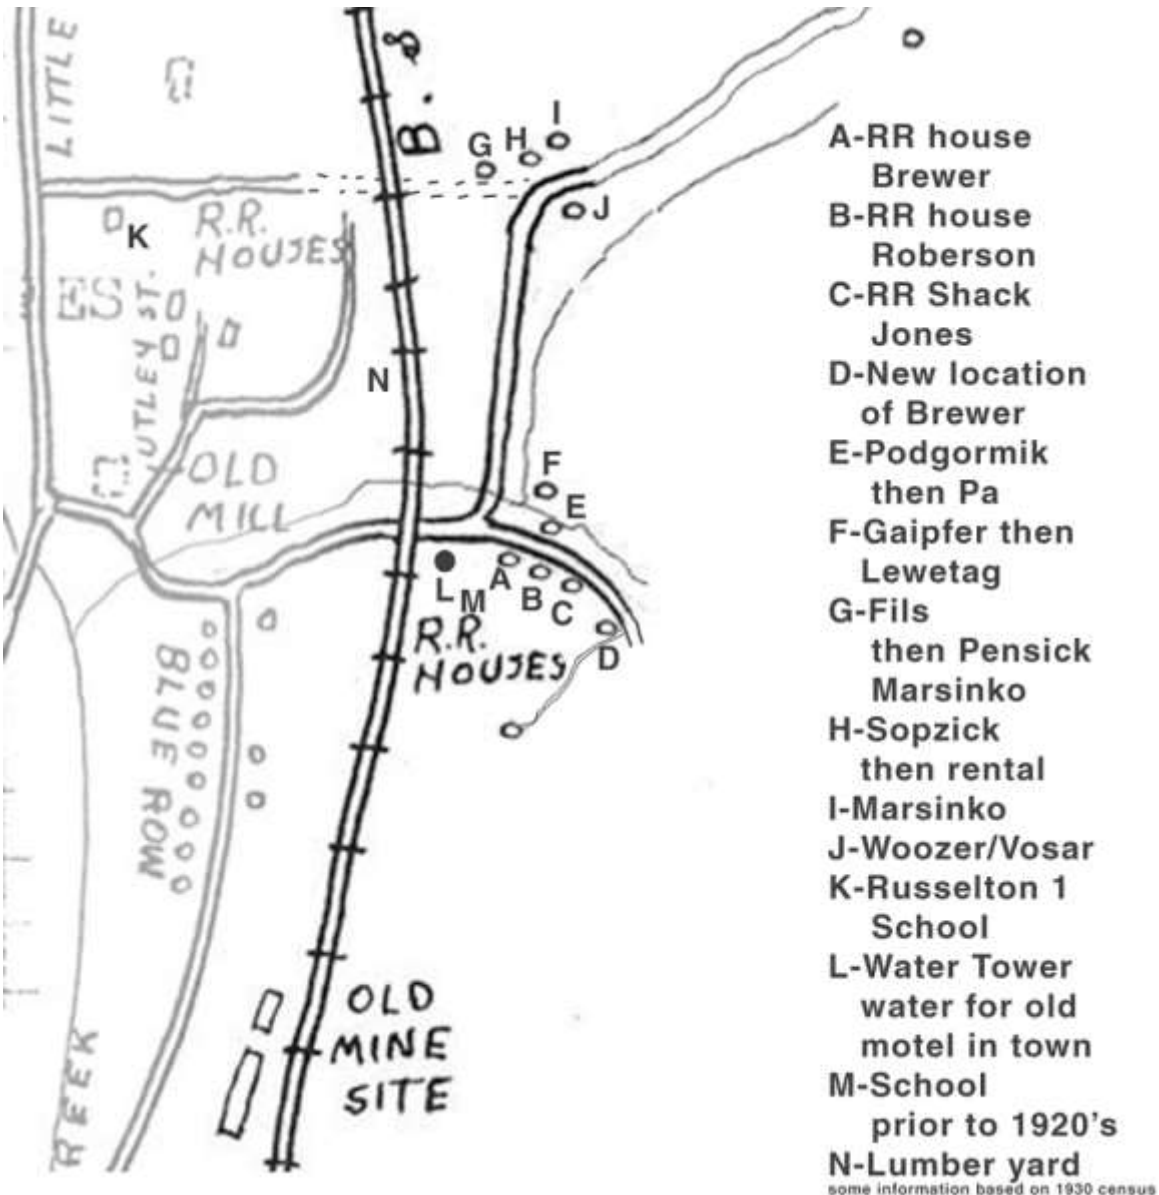 LITTLE
B. &
I
H
G
J
K
R.R.
HOUSES
ES
UTLEY ST.
N
OLD
MILL
F
E
A
B
C
D
L
M
R.R.
HOUSES
BLUE ROW
OLD
MINE
SITE
REEK
A-RR house
Brewer
B-RR house
Roberson
C-RR Shack
Jones
D-New location
of Brewer
E-Podgormik
then Pa
F-Gaipfer then
Lewetag
G-Fils
then Pensick
Marsinko
H-Sopzick
then rental
I-Marsinko
J-Woozer/Vosar
K-Russelton 1
School
L-Water Tower
water for old
motel in town
M-School
prior to 1920's
N-Lumber yard
some information based on 1930 census